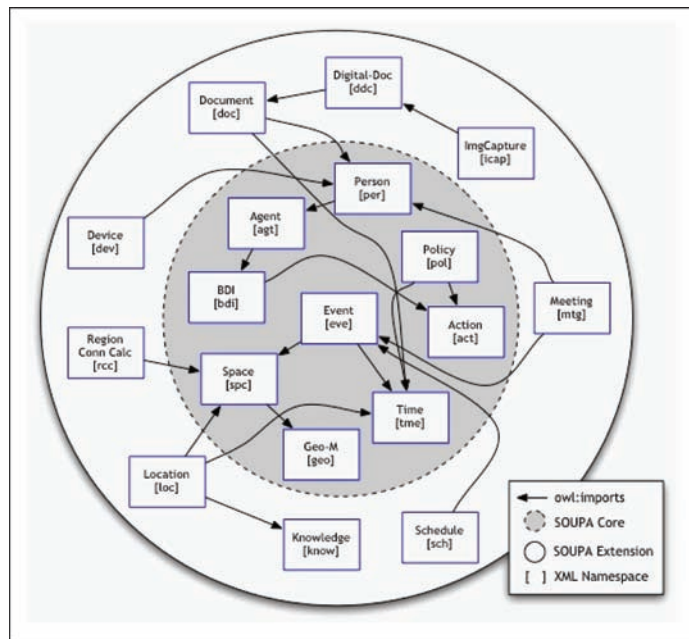 Digital-Doc
[ddc]
Document
[doc]
ImgCapture
[icap]
Person
[per]
Agent
[agt]
Device
[dev]
Policy
[pol]
BDI
[bdi]
Event
[eve]
Action
[act]
Meeting
[mtg]
Region
Conn Calc
[rcc]
Space
[spc]
Time
[tme]
Geo-M
[geo]
Location
[loc]
Knowledge
[know]
Schedule
[sch]
owl:imports
SOUPA Core
SOUPA Extension
[ ] XML Namespace